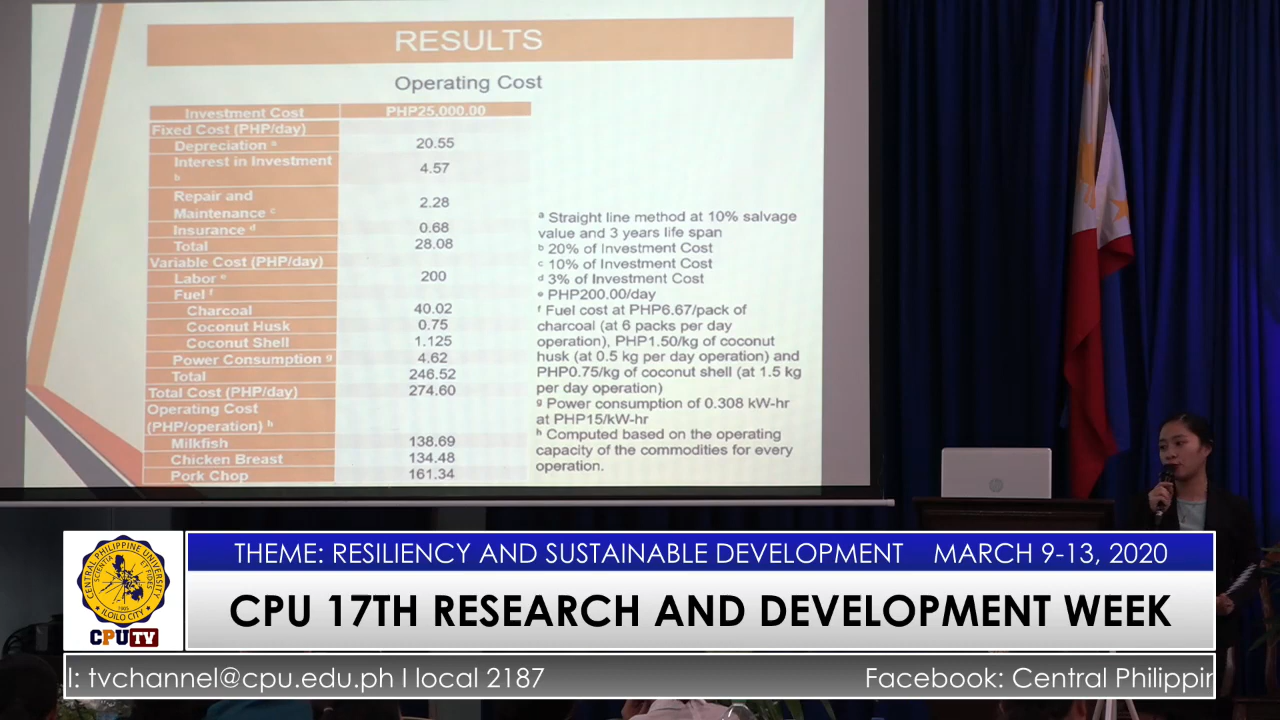 RESULTS
Operating Cost
Investment Cost PHP25,000.00
Fixed Cost (PHP/day)
Depreciation a 20.55
Interest in Investment b 4.57
Repair and
Maintenance c 2.28
Insurance d 0.68
Total 28.08
Variable Cost (PHP/day)
Labor e 200
Fuel f
Charcoal 40.02
Coconut Husk 0.75
Coconut Shell 1.125
Power Consumption g 4.62
Total 246.52
Total Cost (PHP/day) 274.60
Operating Cost
(PHP/operation) h
Milkfish 138.69
Chicken Breast 134.48
Pork Chop 161.34
a Straight line method at 10% salvage
value and 3 years life span
b 20% of Investment Cost
c 10% of Investment Cost
d 3% of Investment Cost
e PHP200.00/day
f Fuel cost at PHP6.67/pack of
charcoal (at 6 packs per day
operation), PHP1.50/kg of coconut
husk (at 0.5 kg per day operation) and
PHP0.75/kg of coconut shell (at 1.5 kg
per day operation)
g Power consumption of 0.308 kW-hr
at PHP15/kW-hr
h Computed based on the operating
capacity of the commodities for every
operation.
hp
THEME: RESILIENCY AND SUSTAINABLE DEVELOPMENT MARCH 9-13, 2020
CENTRAL PHILIPPINE UNIVERSITY
SCIENTIA ET FIDES
1905
ILOILO CITY
CPUTV
CPU 17TH RESEARCH AND DEVELOPMENT WEEK
l: tvchannel@cpu.edu.ph l local 2187 Facebook: Central Philippin